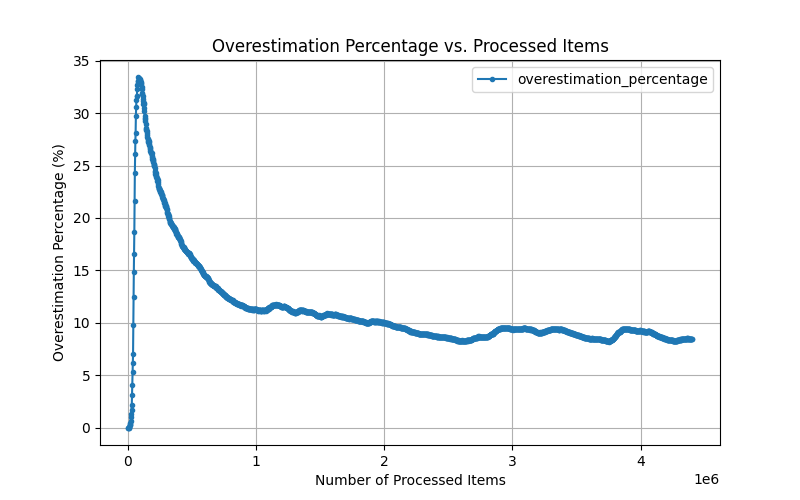 Overestimation Percentage vs. Processed Items
overestimation_percentage
Overestimation Percentage (%)
35
30
25
20
15
10
5
0
0 1 2 3 4
1e6
Number of Processed Items